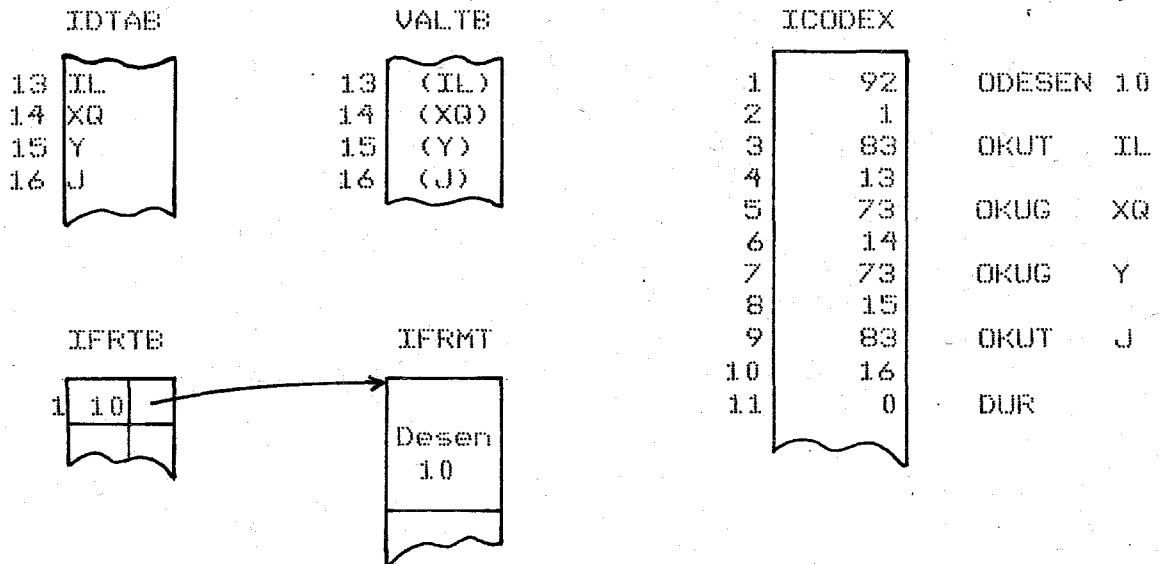 IDTAB VALTB ICODEX
13 IL 13 (IL) 1 92 ODESEN 10
14 XQ 14 (XQ) 2 1
15 Y 15 (Y) 3 83 OKUT IL
16 J 16 (J) 4 13
5 73 OKUG XQ
6 14
7 73 OKUG Y
8 15
IFRTB IFRMT 9 83 OKUT J
10 16
1 10 11 0 DUR
Desen
10